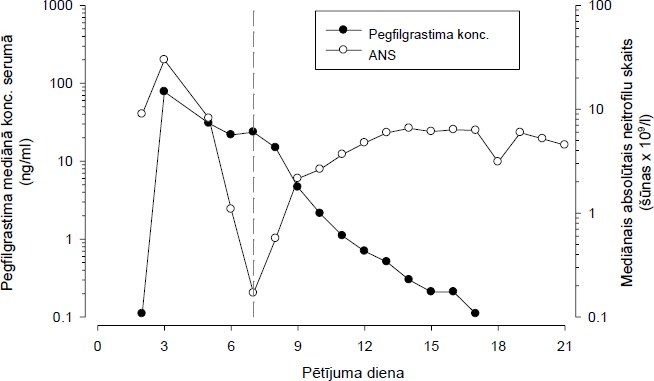 Pegfilgrastima mediānā konc. serumā
(ng/ml)
1000
100
10
1
0.1
Pegfilgrastima konc.
ANS
100
10
1
0.1
Mediānais absolūtais neitrofilu skaits
(šūnas x 10⁹/l)
0 3 6 9 12 15 18 21
Pētījuma diena